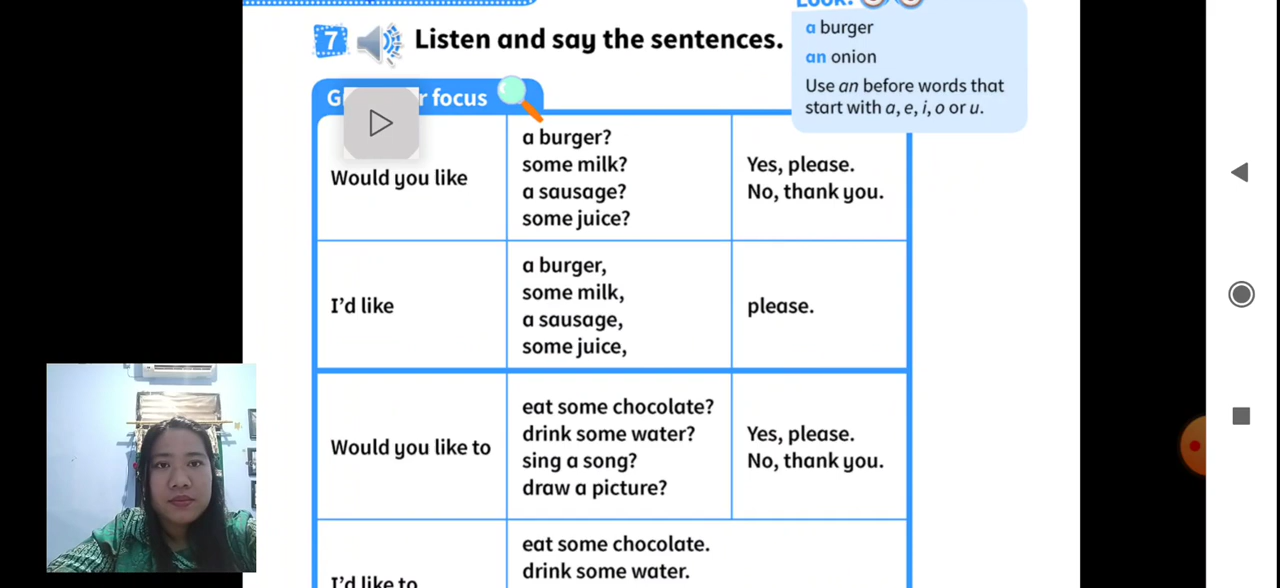 LOOK!
7 Listen and say the sentences.
a burger
an onion
Use an before words that
start with a, e, i, o or u.
G r focus
Would you like
a burger?
some milk?
a sausage?
some juice?
Yes, please.
No, thank you.
I'd like
a burger,
some milk,
a sausage,
some juice,
please.
Would you like to
eat some chocolate?
drink some water?
sing a song?
draw a picture?
Yes, please.
No, thank you.
I'd like to
eat some chocolate.
drink some water.